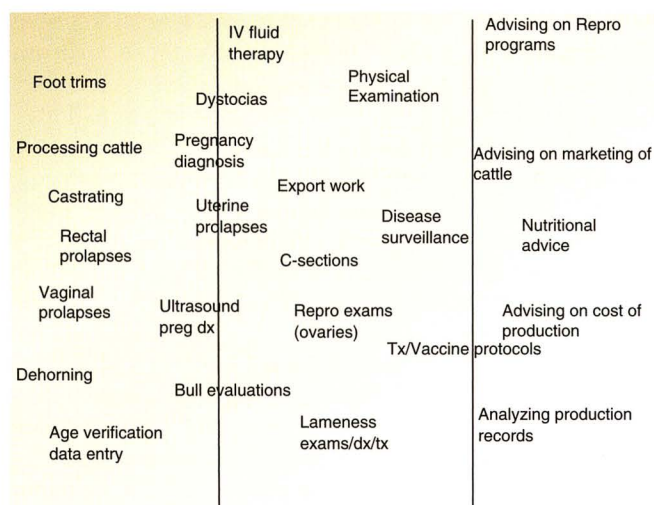 IV fluid
therapy
Advising on Repro
programs
Foot trims
Physical
Examination
Dystocias
Processing cattle
Pregnancy
diagnosis
Advising on marketing of
cattle
Castrating
Export work
Uterine
prolapses
Disease
surveillance
Nutritional
advice
Rectal
prolapses
C-sections
Vaginal
prolapses
Ultrasound
preg dx
Repro exams
(ovaries)
Advising on cost of
production
Tx/Vaccine protocols
Dehorning
Bull evaluations
Age verification
data entry
Lameness
exams/dx/tx
Analyzing production
records